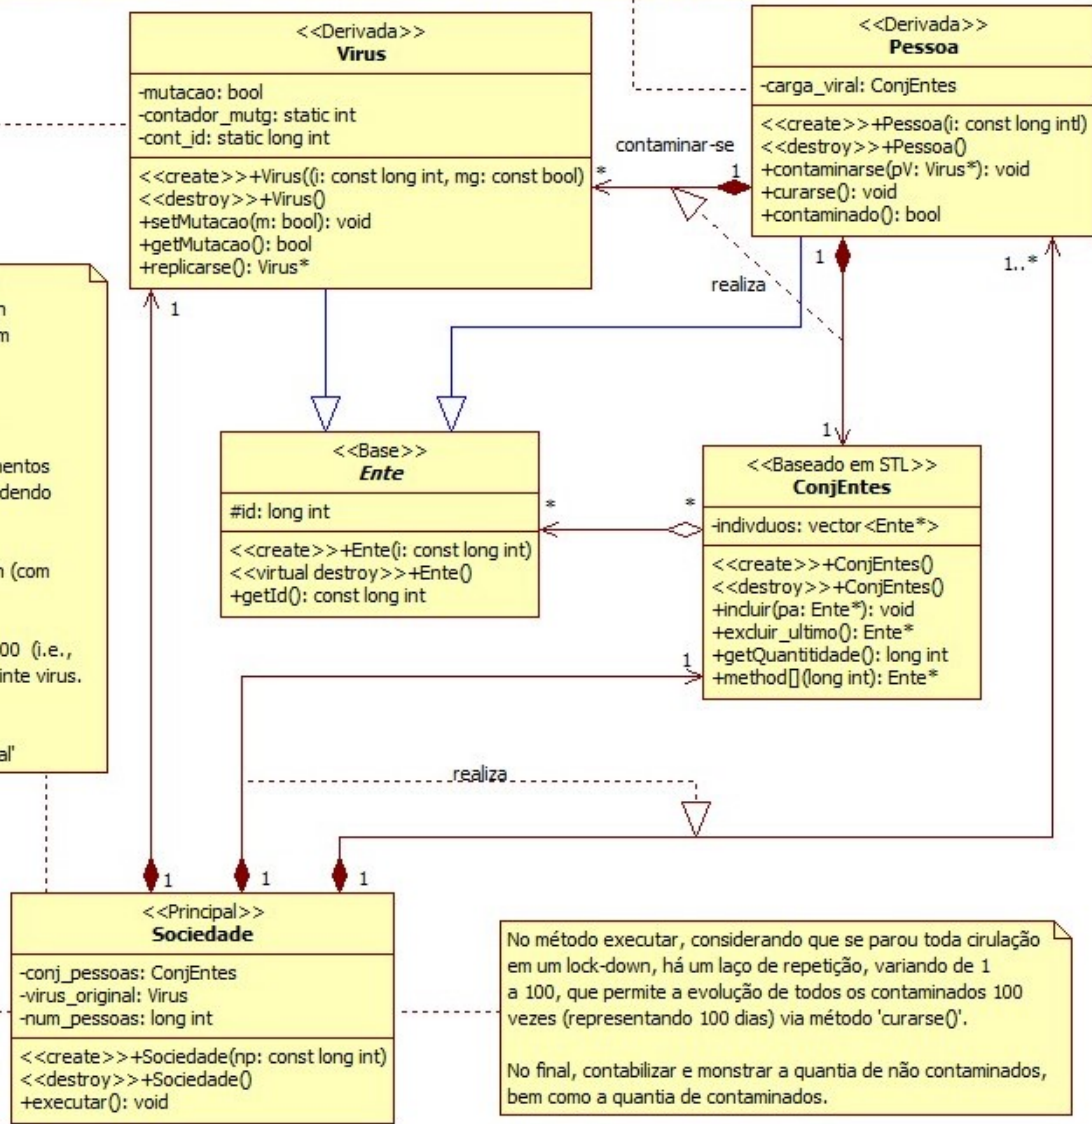 <<Derivada>>
Virus
-mutacao: bool
-contador_mutg: static int
-cont_id: static long int
<<create>>+Virus((i: const long int, mg: const bool)
<<destroy>>+Virus()
+setMutacao(m: bool): void
+getMutacao(): bool
+replicarse(): Virus*
<<Derivada>>
Pessoa
-carga_viral: ConjEntes
<<create>>+Pessoa(i: const long intl)
<<destroy>>+Pessoa()
+contaminarse(pV: Virus*): void
+curarse(): void
+contaminado(): bool
contaminar-se
*
1
realiza
1
1
1..*
1
m
mentos
dendo
n (com
00 (i.e.,
inte virus.
al'
<<Base>>
Ente
#id: long int
<<create>>+Ente(i: const long int)
<<virtual destroy>>+Ente()
+getId(): const long int
*
*
<<Baseado em STL>>
ConjEntes
-indivduos: vector<Ente*>
<<create>>+ConjEntes()
<<destroy>>+ConjEntes()
+incluir(pa: Ente*): void
+excluir_ultimo(): Ente*
+getQuantitidade(): long int
+method[](long int): Ente*
1
realiza
1
1
1
<<Principal>>
Sociedade
-conj_pessoas: ConjEntes
-virus_original: Virus
-num_pessoas: long int
<<create>>+Sociedade(np: const long int)
<<destroy>>+Sociedade()
+executar(): void
No método executar, considerando que se parou toda cirulação
em um lock-down, há um laço de repetição, variando de 1
a 100, que permite a evolução de todos os contaminados 100
vezes (representando 100 dias) via método 'curarse()'.
No final, contabilizar e monstrar a quantia de não contaminados,
bem como a quantia de contaminados.